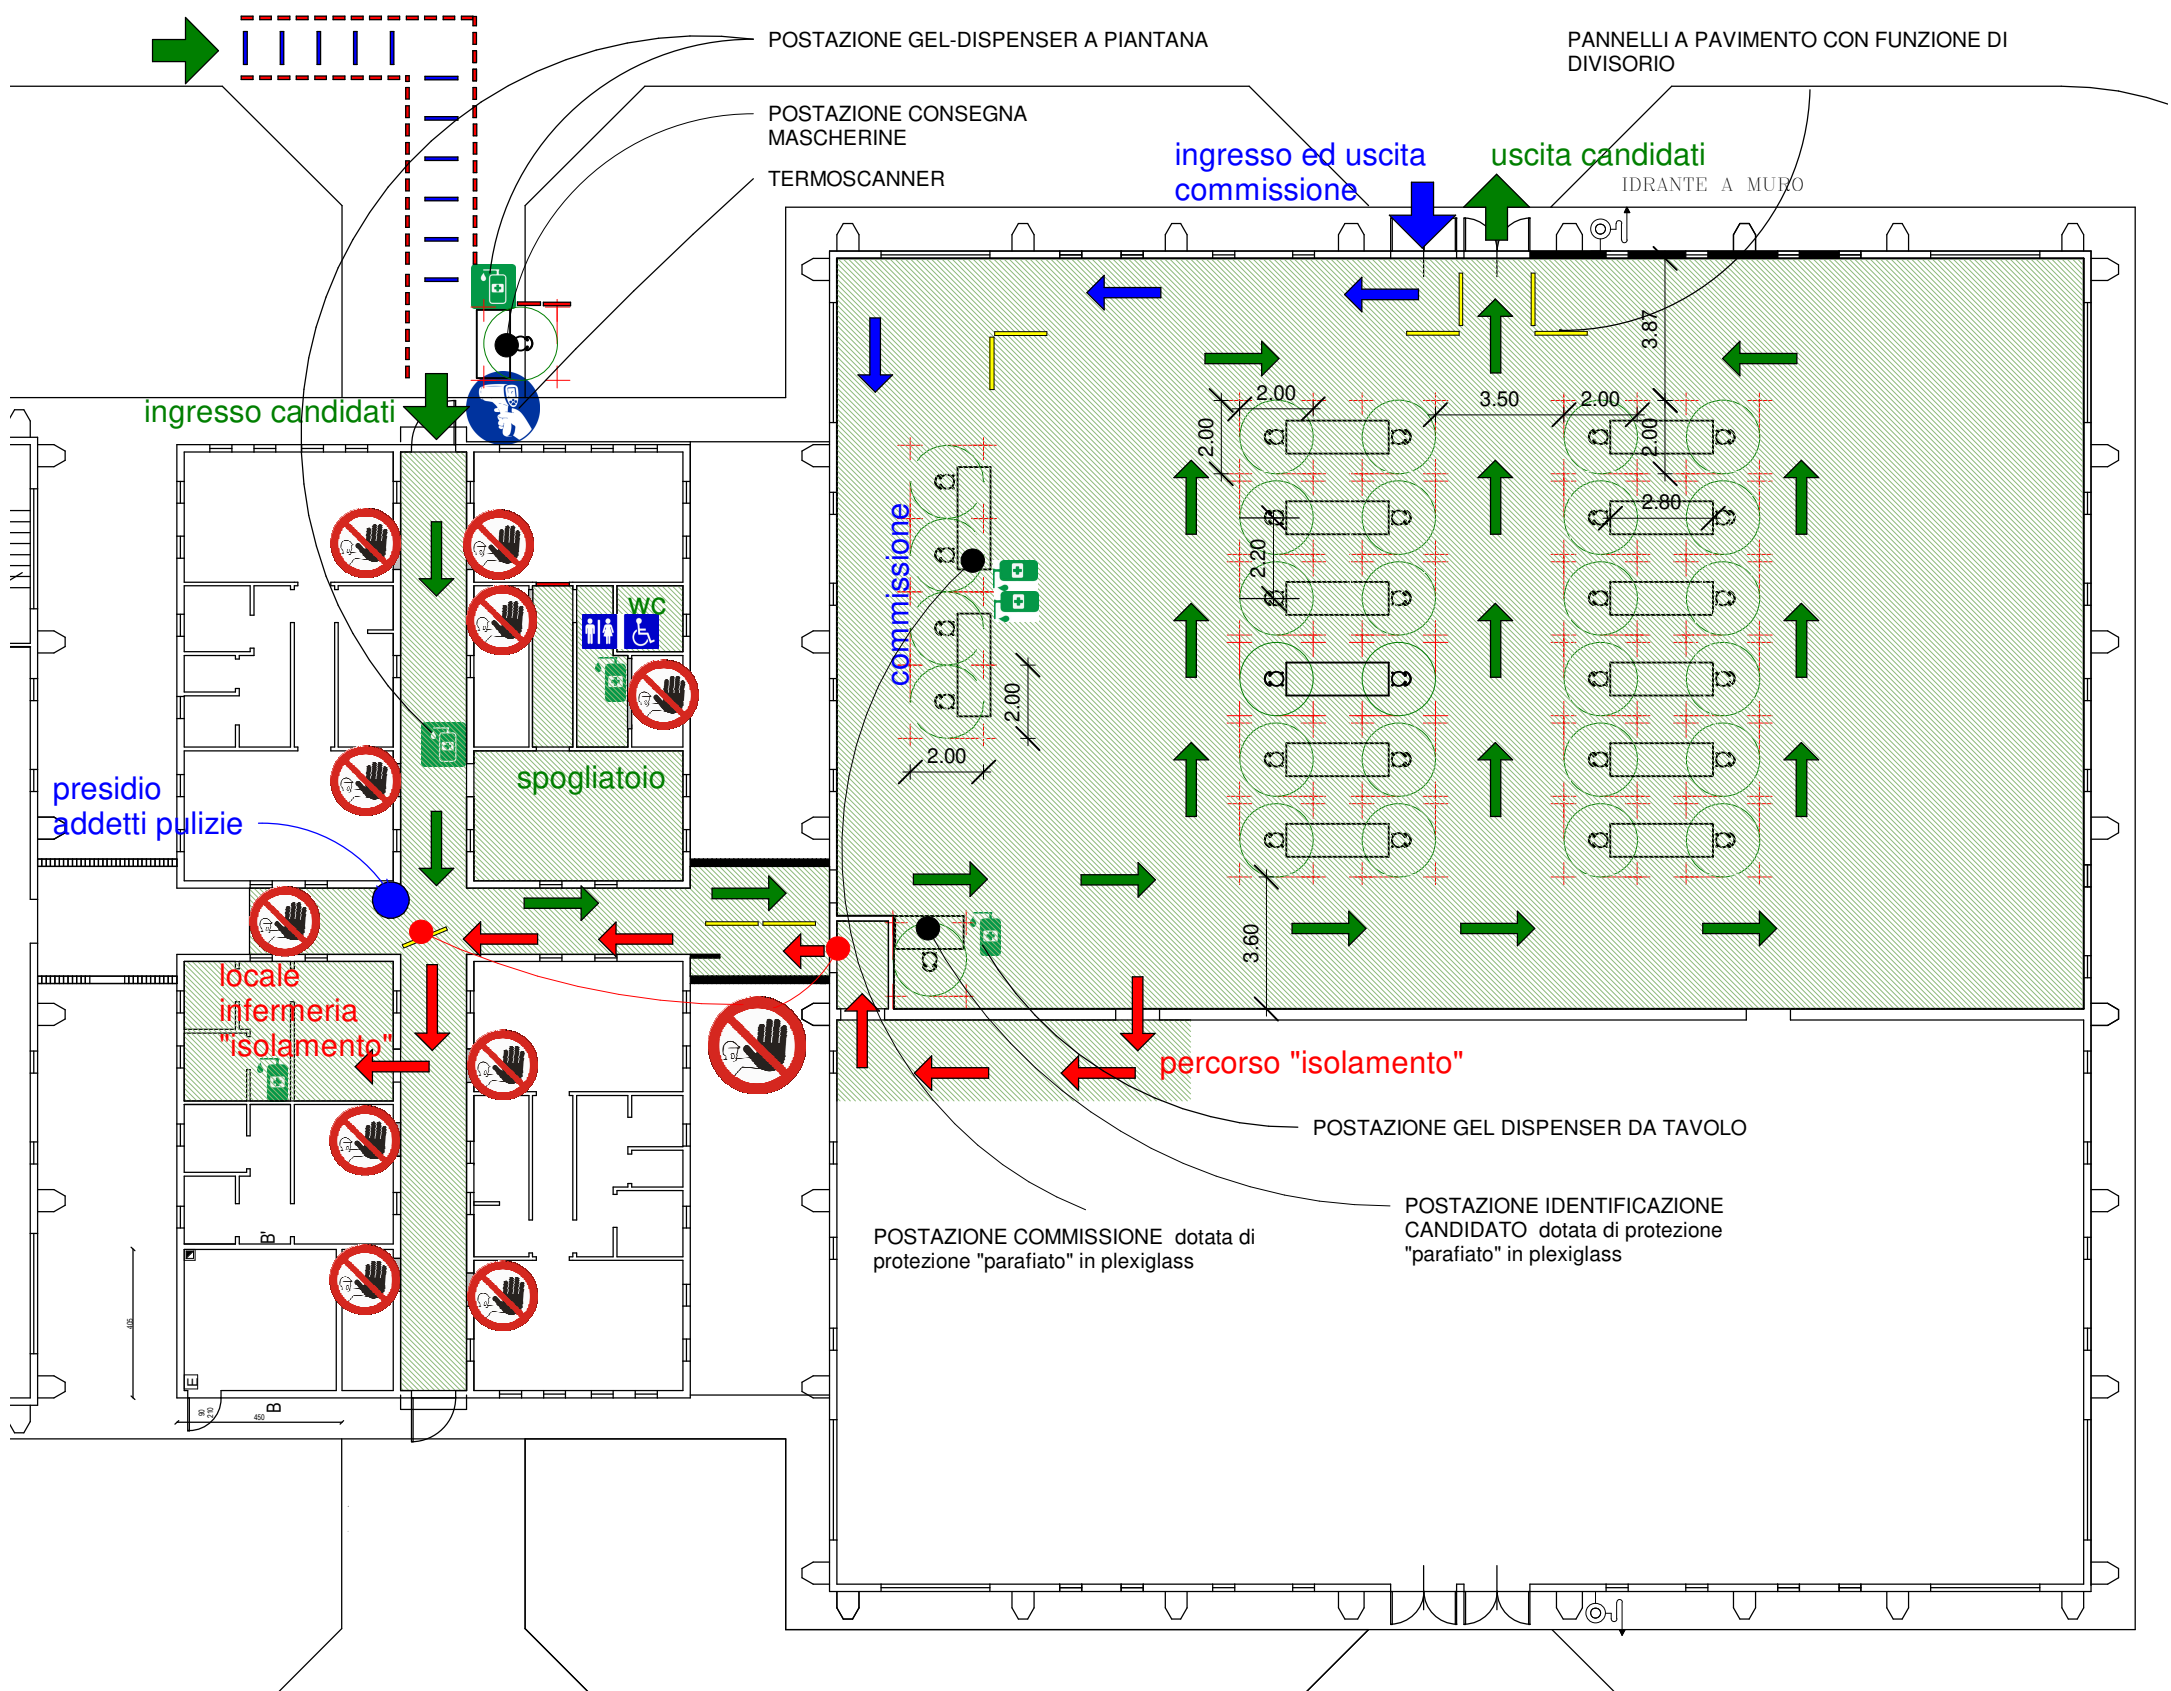 POSTAZIONE GEL-DISPENSER A PIANTANA
PANNELLI A PAVIMENTO CON FUNZIONE DI
DIVISORIO
POSTAZIONE CONSEGNA
MASCHERINE
TERMOSCANNER
ingresso ed uscita
commissione
uscita candidati
IDRANTE A MURO
ingresso candidati
3.87
2.00
3.50
2.00
2.00
2.00
2.80
2.20
commissione
wc
2.00
2.00
spogliatoio
presidio
addetti pulizie
3.60
locale
infermeria
"isolamento"
percorso "isolamento"
POSTAZIONE GEL DISPENSER DA TAVOLO
POSTAZIONE IDENTIFICAZIONE
CANDIDATO dotata di protezione
"parafiato" in plexiglass
POSTAZIONE COMMISSIONE dotata di
protezione "parafiato" in plexiglass
B'
405
E
B
90
210
450